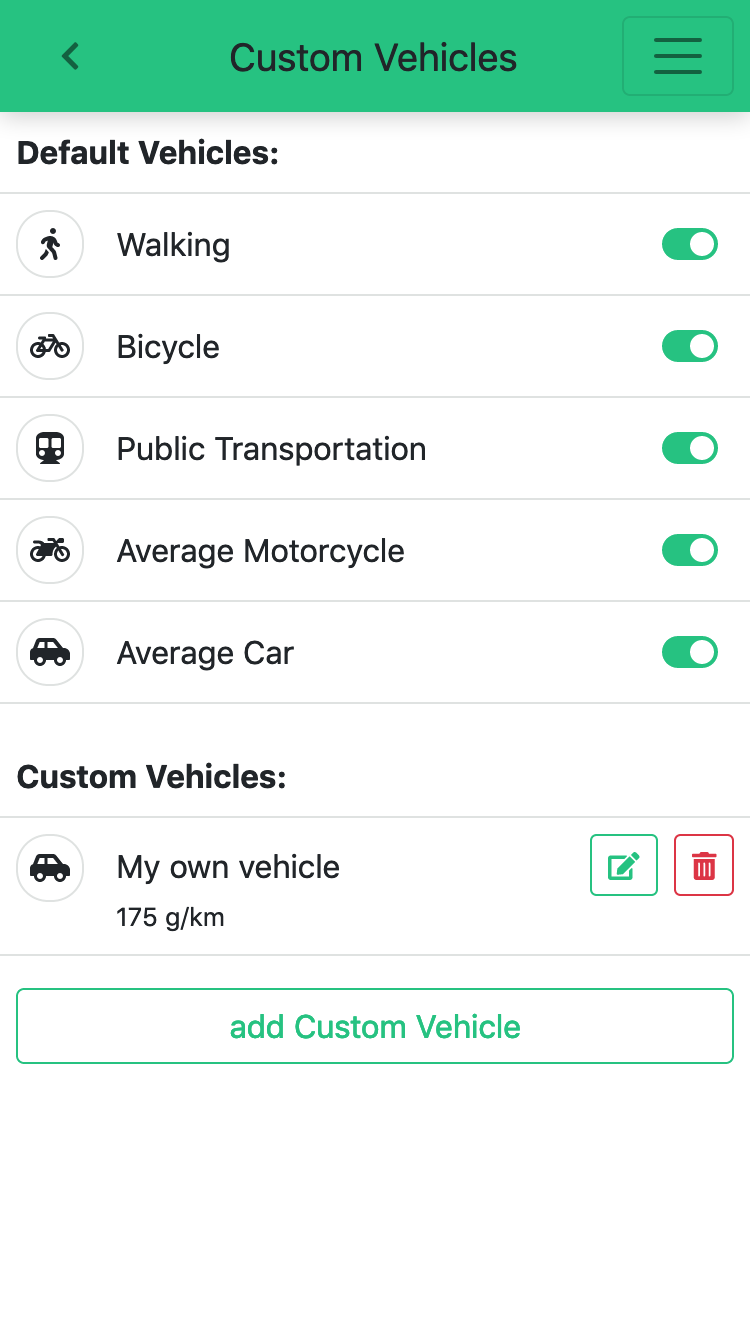 Custom Vehicles
Default Vehicles:
Walking
Bicycle
Public Transportation
Average Motorcycle
Average Car
Custom Vehicles:
My own vehicle
175 g/km
add Custom Vehicle